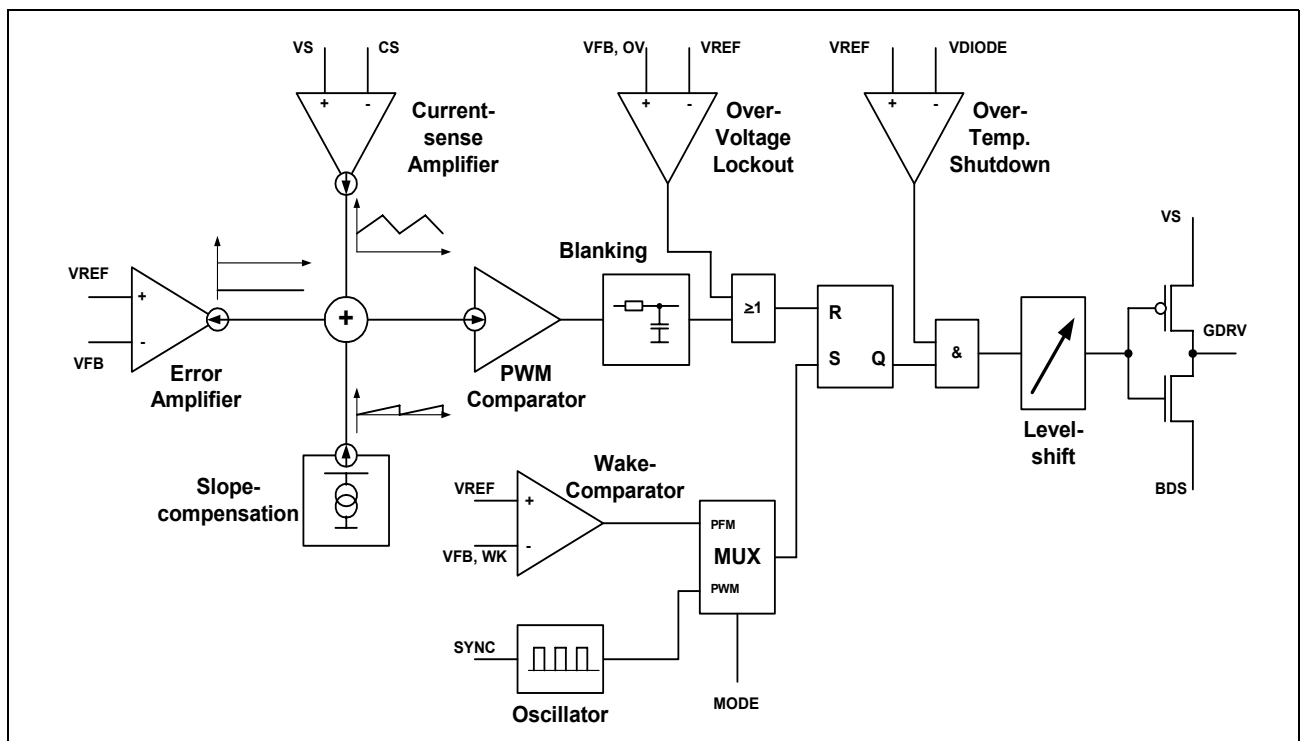 VS CS
+ -
Current-
sense
Amplifier
VFB, OV VREF
+ -
Over-
Voltage
Lockout
VREF VDIODE
+ -
Over-
Temp.
Shutdown
VREF
+
VFB
-
Error
Amplifier
+
PWM
Comparator
Blanking
≥1
R
S Q
&
Level-
shift
VS
GDRV
BDS
Slope-
compensation
Wake-
Comparator
VREF
+
VFB, WK
-
PFM
MUX
PWM
MODE
SYNC
Oscillator